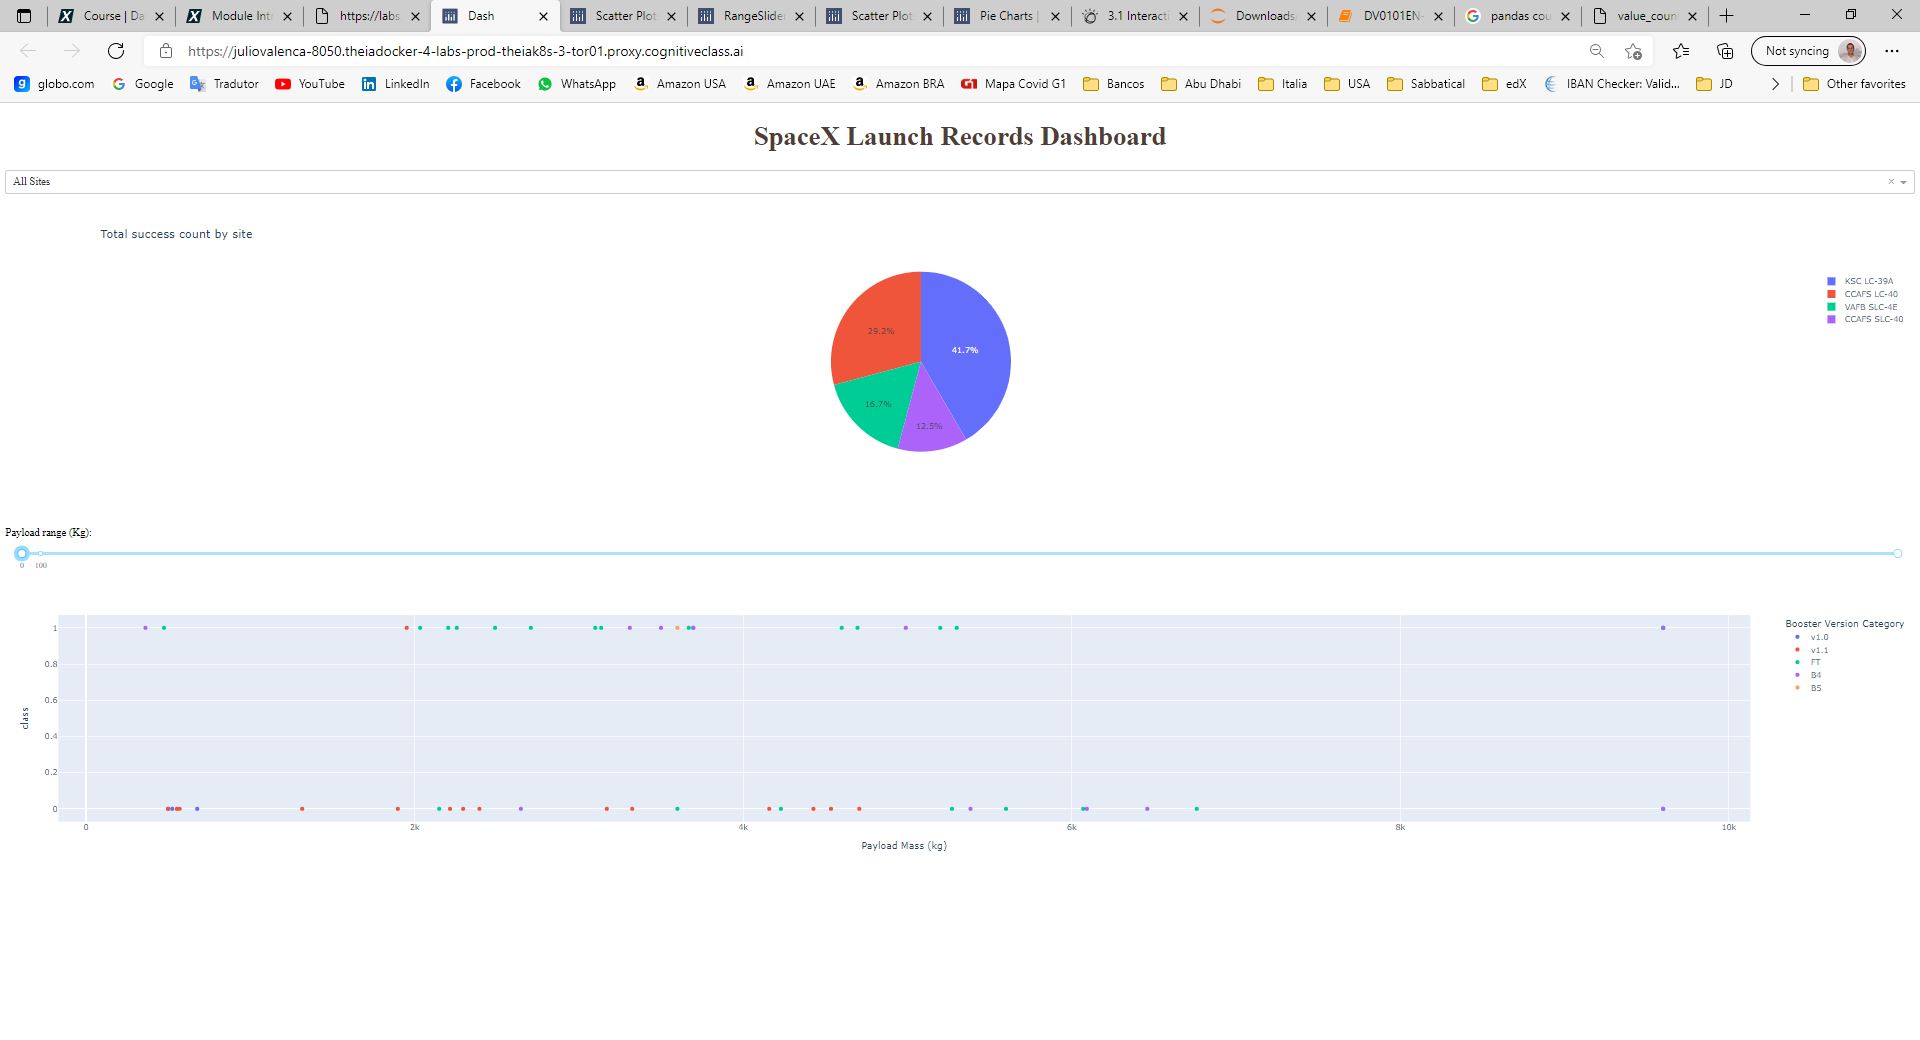 Course | Da
Module Int
https://labs
Dash
Scatter Plot
RangeSlider
Scatter Plot
Pie Charts |
3.1 Interacti
Downloads
DV0101EN-
pandas cou
value_coun
https://juliovalenca-8050.theiadocker-4-labs-prod-theiak8s-3-tor01.proxy.cognitiveclass.ai
Not syncing
globo.com
Google
Tradutor
YouTube
LinkedIn
Facebook
WhatsApp
Amazon USA
Amazon UAE
Amazon BRA
Mapa Covid G1
Bancos
Abu Dhabi
Italia
USA
Sabbatical
edX
IBAN Checker: Valid...
JD
Other favorites
SpaceX Launch Records Dashboard
All Sites
Total success count by site
KSC LC-39A
CCAFS LC-40
VAFB SLC-4E
CCAFS SLC-40
29.2%
41.7%
16.7%
12.5%
Payload range (Kg):
0 100
Booster Version Category
v1.0
v1.1
FT
B4
B5
1
0.8
0.6
0.4
0.2
0
class
0 2k 4k 6k 8k 10k
Payload Mass (kg)